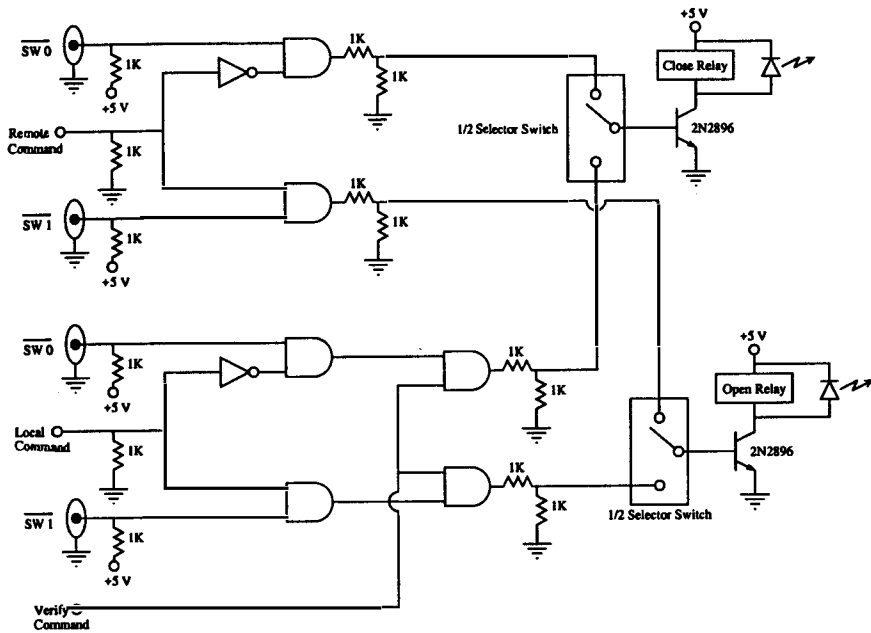 SW 0
1K
+5 V
Remote
Command
1K
SW 1
1K
+5 V
1K
1K
1K
1K
1/2 Selector Switch
+5 V
Close Relay
2N2896
SW 0
1K
+5 V
Local
Command
1K
SW 1
1K
+5 V
Verify
Command
1K
1K
1K
1K
1/2 Selector Switch
+5 V
Open Relay
2N2896